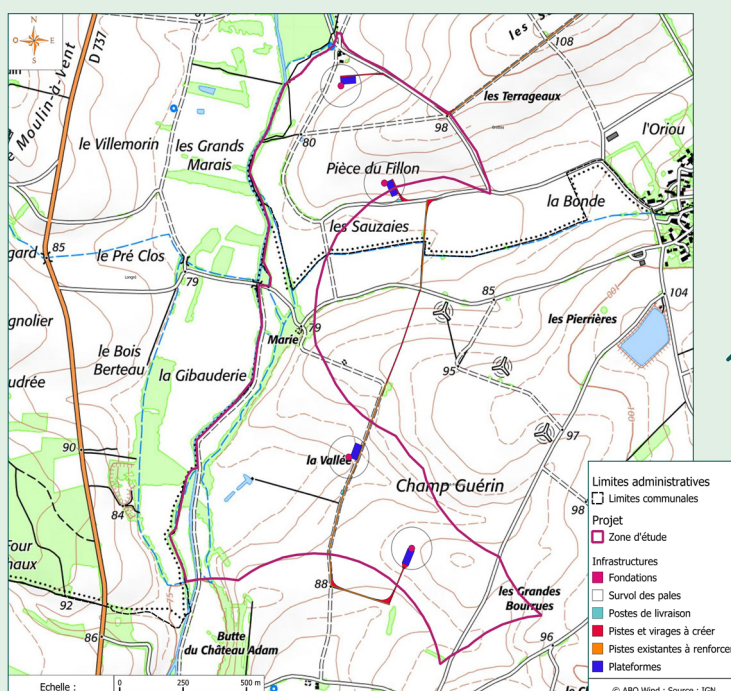 N
O
E
S
le Moulin-à-Vent
D 737
108
les Terrageaux
98
l'Oriou
le Villemorin
les Grands
Marais
80
Pièce du Fillon
la Bonde
les Sauzaies
85
le Pré Clos
79
85
104
les Pierrières
100
gnolier
79
Marie
le Bois
Berteau
la Gibauderie
95
udrée
97
90
la Vallée
Champ Guérin
84
98
Four
naux
88
les Grandes
Bourrues
92
86
Butte
du Château Adam
96
Echelle :
0
250
500 m
Limites administratives
Limites communales
Projet
Zone d'étude
Infrastructures
Fondations
Survol des pales
Postes de livraison
Pistes et virages à créer
Pistes existantes à renforcer
Plateformes
© ABO Wind ; Source : IGN